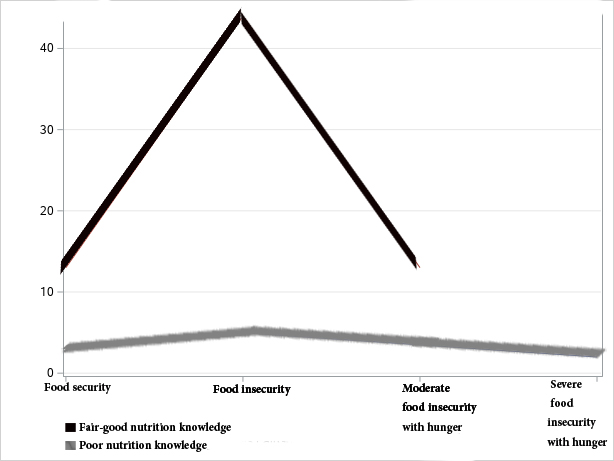 40
30
20
10
0
Food security
Food insecurity
Moderate
food insecurity
with hunger
Severe
food
insecurity
with hunger
Fair-good nutrition knowledge
Poor nutrition knowledge